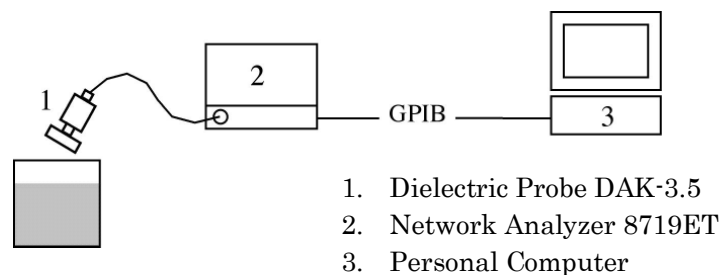 1
2
GPIB
3
1. Dielectric Probe DAK-3.5
2. Network Analyzer 8719ET
3. Personal Computer